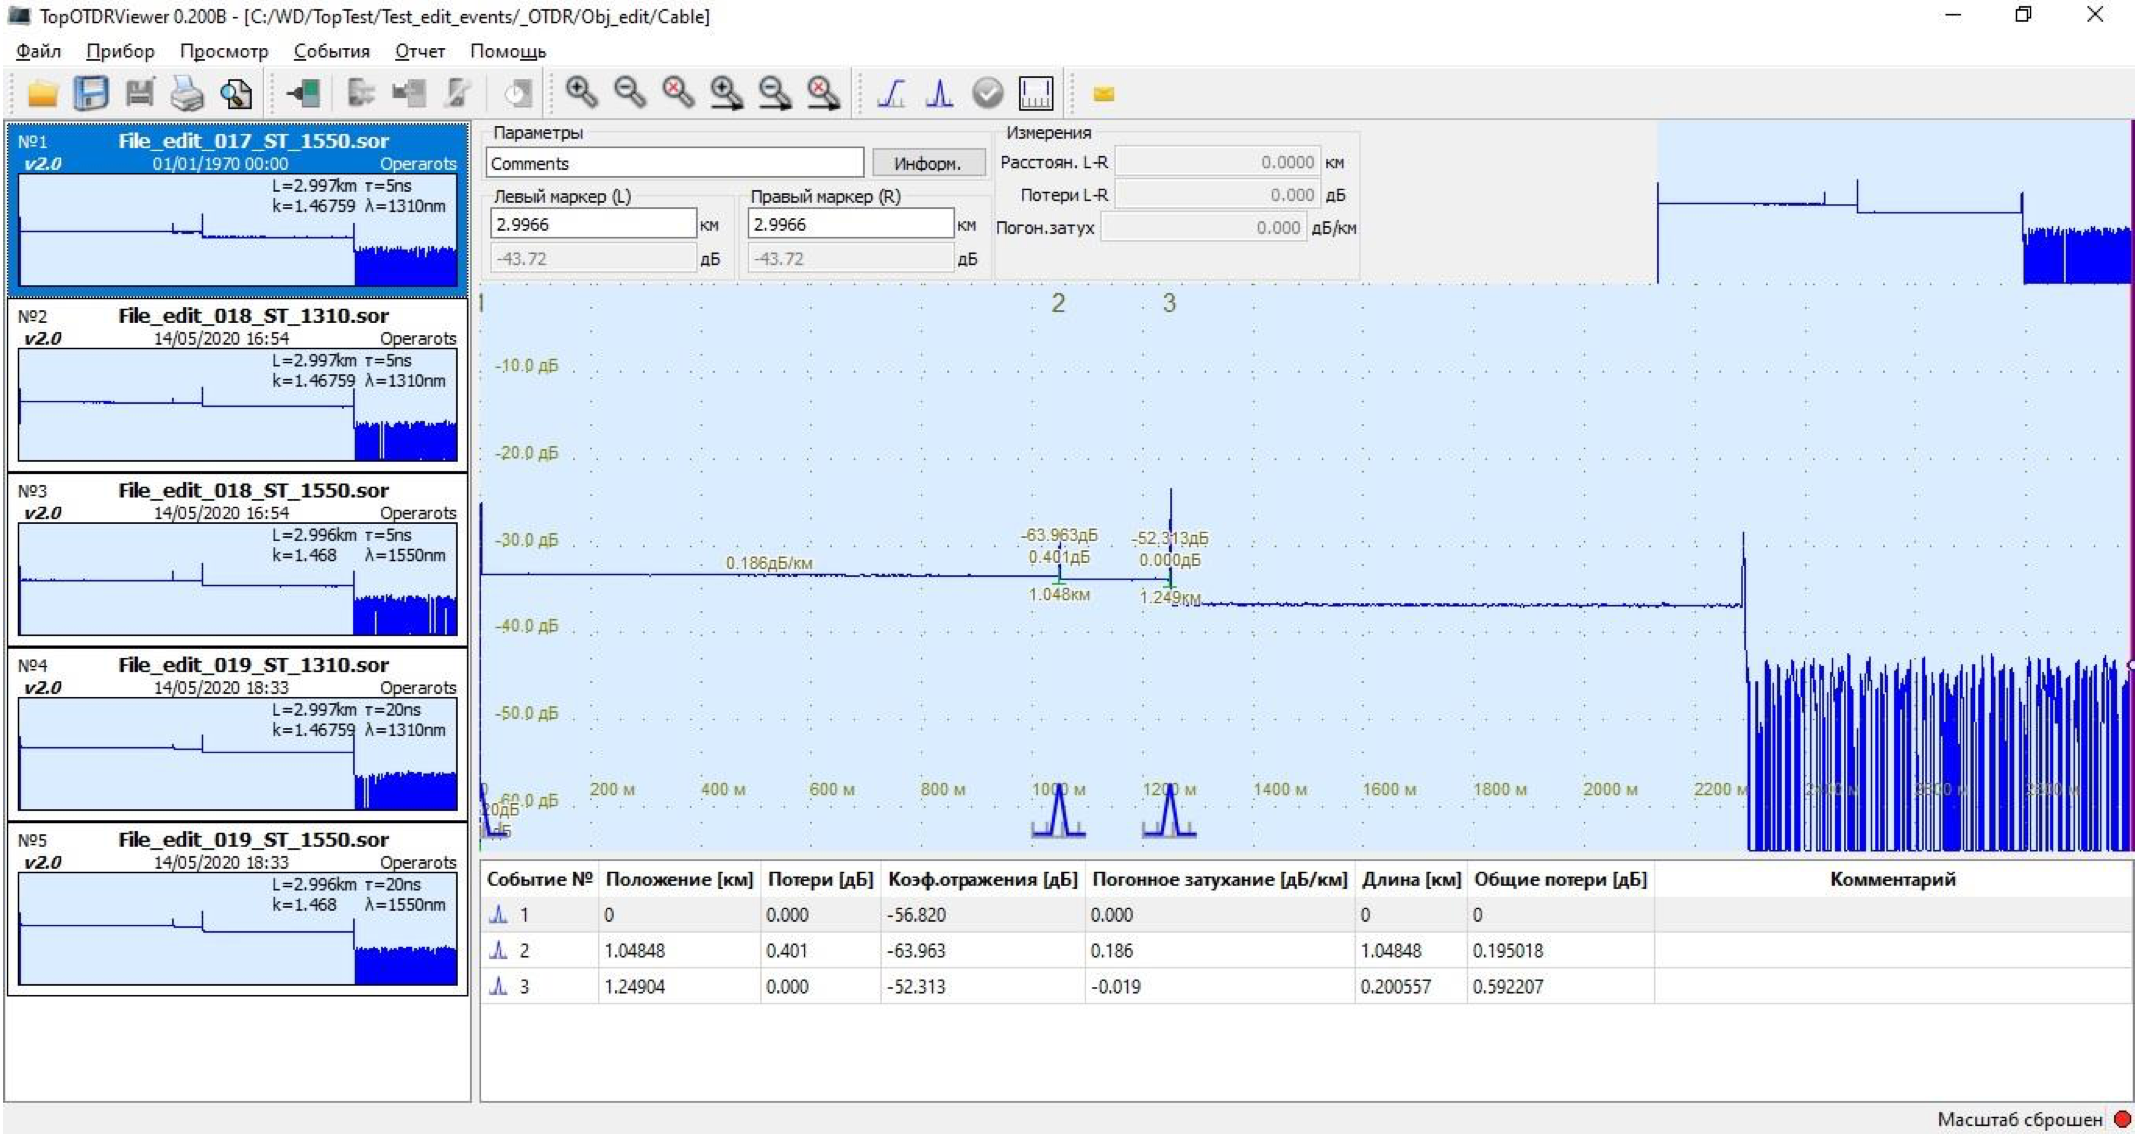 TopOTDRViewer 0.200B - [C:/WD/TopTest/Test_edit_events/_OTDR/Obj_edit/Cable]
Файл Прибор Просмотр События Отчет Помощь
№1 File_edit_017_ST_1550.sor
v2.0 01/01/1970 00:00 Operarots
L=2.997km τ=5ns
k=1.46759 λ=1310nm
№2 File_edit_018_ST_1310.sor
v2.0 14/05/2020 16:54 Operarots
L=2.997km τ=5ns
k=1.46759 λ=1310nm
№3 File_edit_018_ST_1550.sor
v2.0 14/05/2020 16:54 Operarots
L=2.996km τ=5ns
k=1.468 λ=1550nm
№4 File_edit_019_ST_1310.sor
v2.0 14/05/2020 18:33 Operarots
L=2.997km τ=20ns
k=1.46759 λ=1310nm
№5 File_edit_019_ST_1550.sor
v2.0 14/05/2020 18:33 Operarots
L=2.996km τ=20ns
k=1.468 λ=1550nm
Параметры
Comments Информ.
Левый маркер (L) Правый маркер (R)
2.9966 км 2.9966 км
-43.72 дБ -43.72 дБ
Измерения
Расстоян. L-R 0.0000 км
Потери L-R 0.000 дБ
Погон.затух 0.000 дБ/км
1 2 3
-10.0 дБ
-20.0 дБ
-30.0 дБ
-63.963дБ -52.313дБ
0.186дБ/км 0.401дБ 0.000дБ
1.048км 1.249км
-40.0 дБ
-50.0 дБ
0 200 м 400 м 600 м 800 м 1000 м 1200 м 1400 м 1600 м 1800 м 2000 м 2200 м
-60.0 дБ
Событие № Положение [км] Потери [дБ] Коэф.отражения [дБ] Погонное затухание [дБ/км] Длина [км] Общие потери [дБ] Комментарий
1 0 0.000 -56.820 0.000 0 0
2 1.04848 0.401 -63.963 0.186 1.04848 0.195018
3 1.24904 0.000 -52.313 -0.019 0.200557 0.592207
Масштаб сброшен